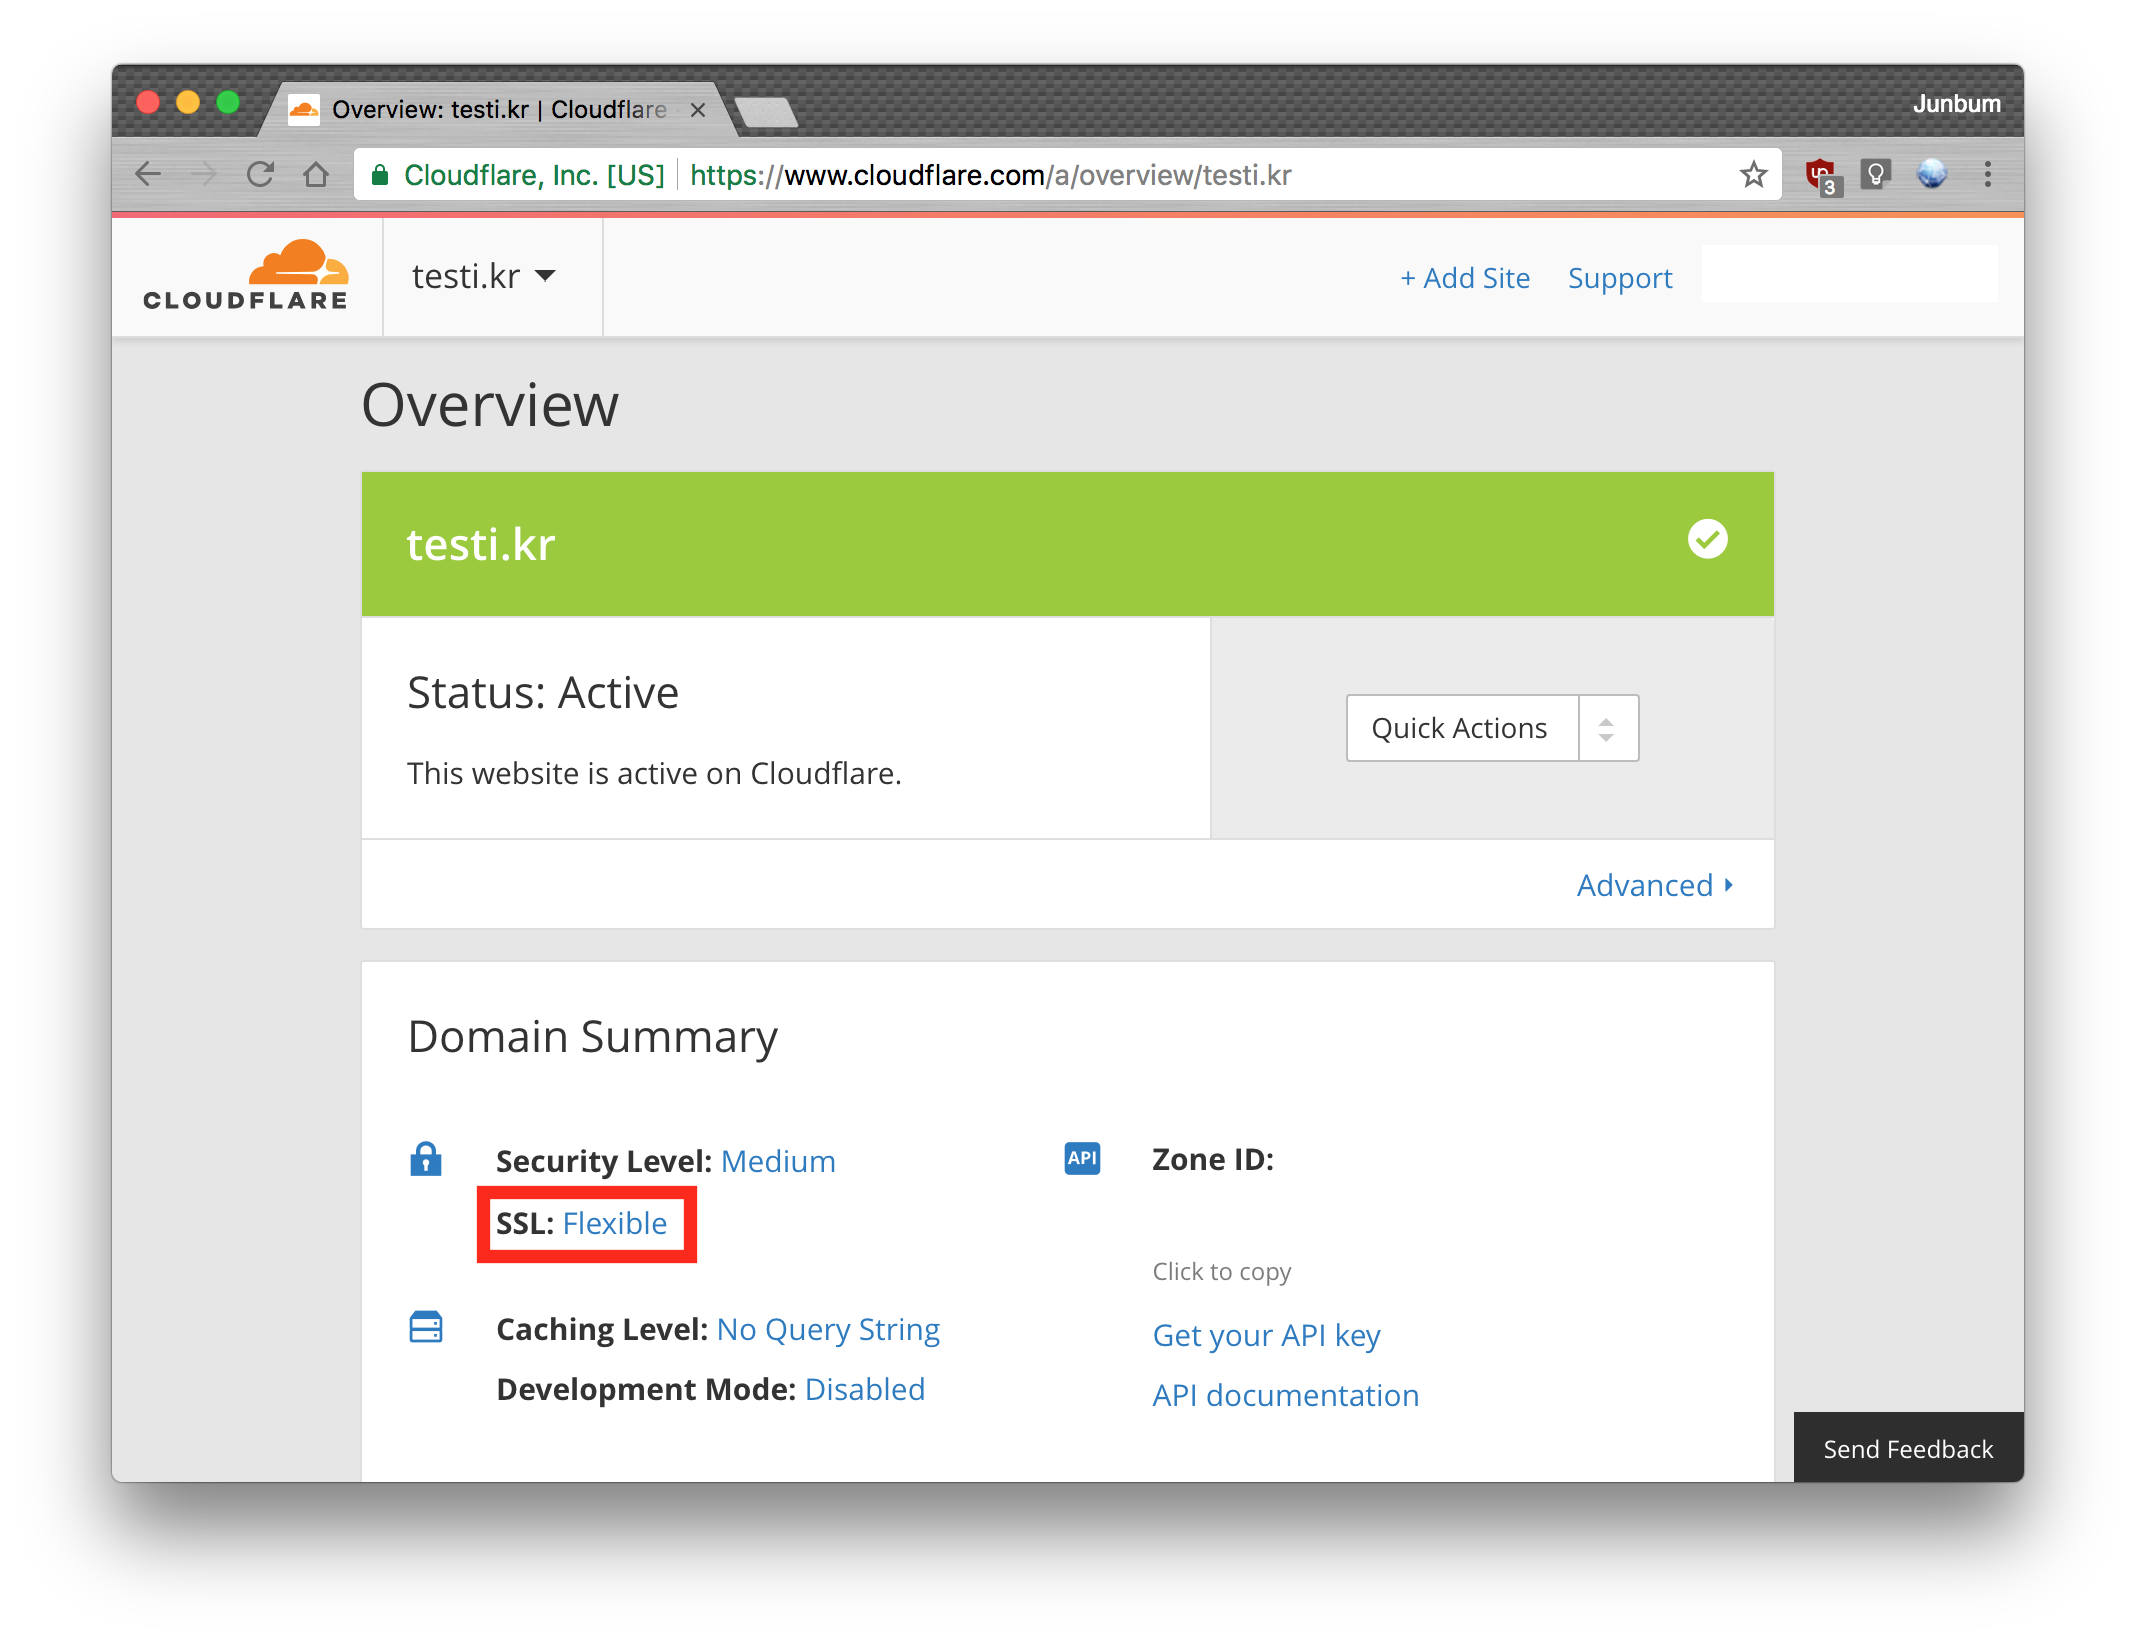 Overview: testi.kr | Cloudflare
Junbum
Cloudflare, Inc. [US]
https://www.cloudflare.com/a/overview/testi.kr
3
CLOUDFLARE
testi.kr
+ Add Site
Support
Overview
testi.kr
Status: Active
This website is active on Cloudflare.
Quick Actions
Advanced
Domain Summary
Security Level: Medium
SSL: Flexible
Caching Level: No Query String
Development Mode: Disabled
API
Zone ID:
Click to copy
Get your API key
API documentation
Send Feedback